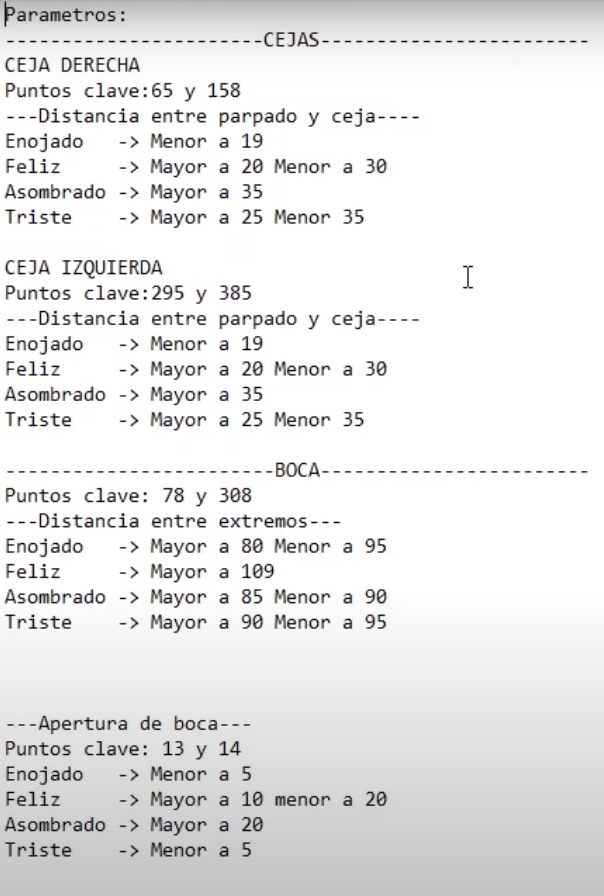 Parametros:
-----------------------CEJAS------------------------
CEJA DERECHA
Puntos clave:65 y 158
---Distancia entre parpado y ceja----
Enojado   -> Menor a 19
Feliz     -> Mayor a 20 Menor a 30
Asombrado -> Mayor a 35
Triste    -> Mayor a 25 Menor 35
CEJA IZQUIERDA
Puntos clave:295 y 385
---Distancia entre parpado y ceja----
Enojado   -> Menor a 19
Feliz     -> Mayor a 20 Menor a 30
Asombrado -> Mayor a 35
Triste    -> Mayor a 25 Menor 35
------------------------BOCA------------------------
Puntos clave: 78 y 308
---Distancia entre extremos---
Enojado   -> Mayor a 80 Menor a 95
Feliz     -> Mayor a 109
Asombrado -> Mayor a 85 Menor a 90
Triste    -> Mayor a 90 Menor a 95
---Apertura de boca---
Puntos clave: 13 y 14
Enojado   -> Menor a 5
Feliz     -> Mayor a 10 menor a 20
Asombrado -> Mayor a 20
Triste    -> Menor a 5